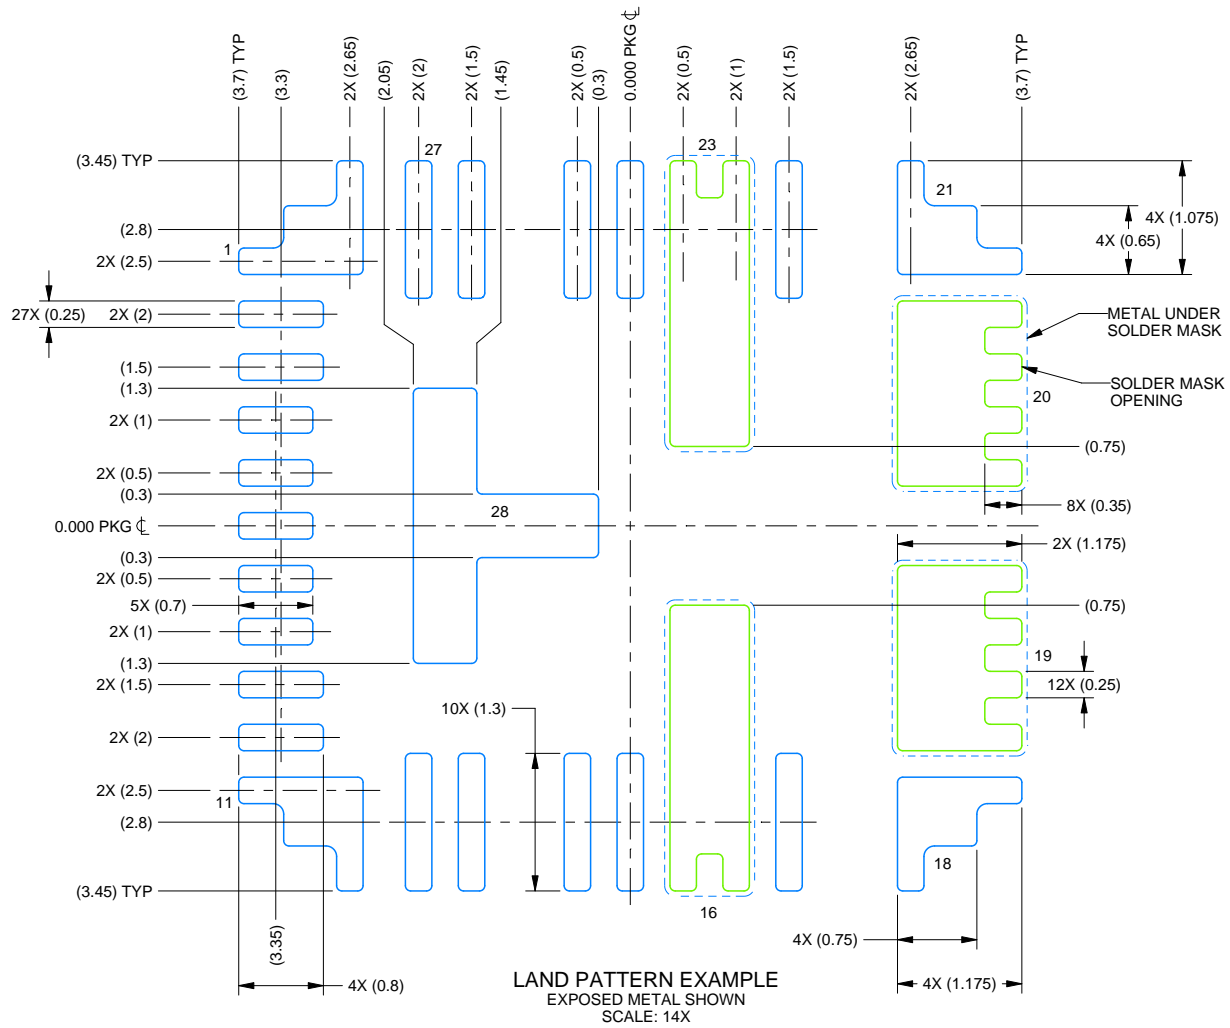 (3.7) TYP
(3.3)
2X (2.65)
(2.05)
2X (2)
2X (1.5)
(1.45)
2X (0.5)
(0.3)
0.000 PKG ℄
2X (0.5)
2X (1)
2X (1.5)
2X (2.65)
(3.7) TYP
(3.45) TYP
27
23
21
4X (1.075)
4X (0.65)
(2.8)
1
2X (2.5)
27X (0.25)
2X (2)
METAL UNDER
SOLDER MASK
(1.5)
(1.3)
SOLDER MASK
OPENING
20
2X (1)
(0.75)
2X (0.5)
(0.3)
28
8X (0.35)
0.000 PKG ℄
2X (1.175)
(0.3)
2X (0.5)
5X (0.7)
(0.75)
2X (1)
(1.3)
19
2X (1.5)
12X (0.25)
10X (1.3)
2X (2)
2X (2.5)
11
(2.8)
18
(3.45) TYP
16
(3.35)
4X (0.75)
4X (0.8)
4X (1.175)
LAND PATTERN EXAMPLE
EXPOSED METAL SHOWN
SCALE: 14X